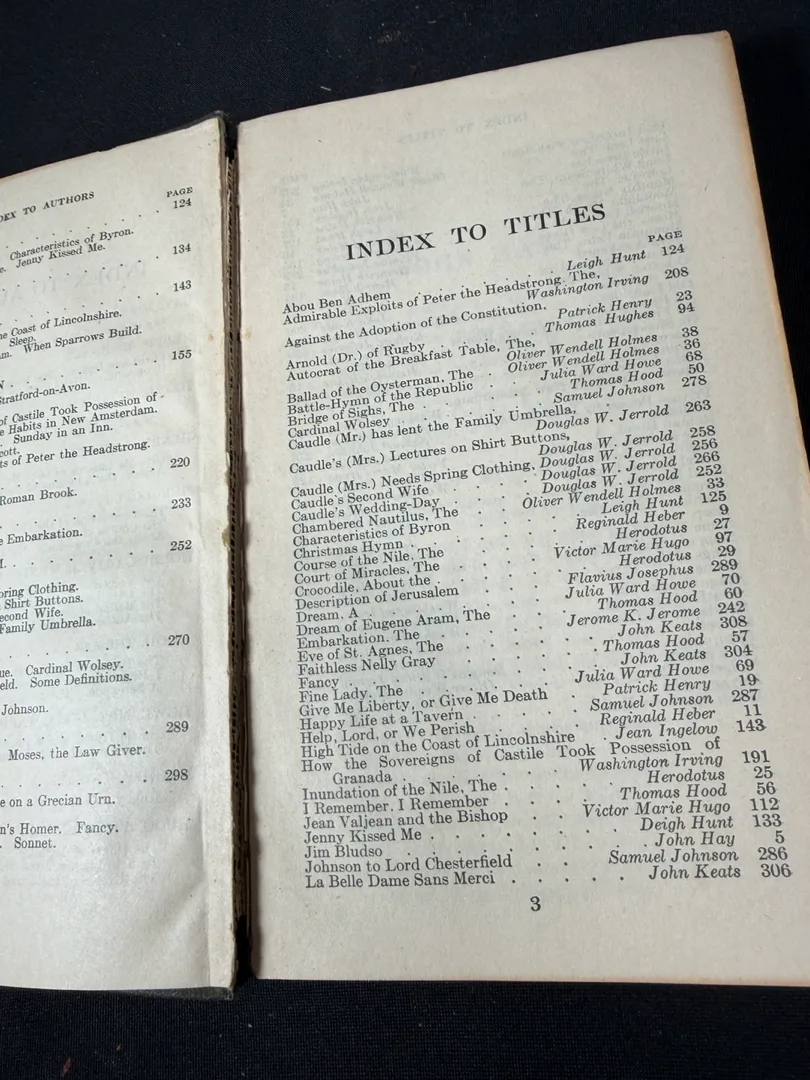 DEX TO AUTHORS
PAGE
124
Characteristics of Byron.
Jenny Kissed Me.
134
143
Coast of Lincolnshire.
Sleep.
When Sparrows Build.
155
Stratford-on-Avon.
of Castile Took Possession of
Habits in New Amsterdam.
Sunday in an Inn.
ts of Peter the Headstrong.
220
Roman Brook.
233
Embarkation.
252
oring Clothing.
Shirt Buttons.
econd Wife.
Family Umbrella.
270
ue. Cardinal Wolsey.
eld. Some Definitions.
Johnson.
289
Moses, the Law Giver.
298
e on a Grecian Urn.
n's Homer. Fancy.
Sonnet.
INDEX TO TITLES
PAGE
Abou Ben Adhem . . . . . Leigh Hunt 124
Admirable Exploits of Peter the Headstrong, The,
Washington Irving 208
Against the Adoption of the Constitution,
Patrick Henry 23
Arnold (Dr.) of Rugby . . . Thomas Hughes 94
Autocrat of the Breakfast Table, The,
Oliver Wendell Holmes 38
Ballad of the Oysterman, The . Oliver Wendell Holmes 36
Battle-Hymn of the Republic . . Julia Ward Howe 68
Bridge of Sighs, The . . . . Thomas Hood 50
Cardinal Wolsey . . . . Samuel Johnson 278
Caudle (Mr.) has lent the Family Umbrella,
Douglas W. Jerrold 263
Caudle's (Mrs.) Lectures on Shirt Buttons,
Douglas W. Jerrold 258
Caudle (Mrs.) Needs Spring Clothing, Douglas W. Jerrold 256
Caudle's Second Wife . . . Douglas W. Jerrold 266
Caudle's Wedding-Day . . . Douglas W. Jerrold 252
Chambered Nautilus, The . . Oliver Wendell Holmes 33
Characteristics of Byron . . . . Leigh Hunt 125
Christmas Hymn . . . . Reginald Heber 9
Course of the Nile, The . . . . Herodotus 27
Court of Miracles, The . . . Victor Marie Hugo 97
Crocodile, About the . . . . Herodotus 29
Description of Jerusalem . . . Flavius Josephus 289
Dream, A . . . . . Julia Ward Howe 70
Dream of Eugene Aram, The . . . Thomas Hood 60
Embarkation, The . . . . Jerome K. Jerome 242
Eve of St. Agnes, The . . . . John Keats 308
Faithless Nelly Gray . . . . Thomas Hood 57
Fancy . . . . . . John Keats 304
Fine Lady, The . . . . Julia Ward Howe 69
Give Me Liberty, or Give Me Death . Patrick Henry 19
Happy Life at a Tavern . . . Samuel Johnson 287
Help, Lord, or We Perish . . . Reginald Heber 11
High Tide on the Coast of Lincolnshire . Jean Ingelow 143
How the Sovereigns of Castile Took Possession of
Granada . . . . . Washington Irving 191
Inundation of the Nile, The . . . Herodotus 25
I Remember, I Remember . . . Thomas Hood 56
Jean Valjean and the Bishop . . Victor Marie Hugo 112
Jenny Kissed Me . . . . . Deigh Hunt 133
Jim Bludso . . . . . . John Hay 5
Johnson to Lord Chesterfield . . Samuel Johnson 286
La Belle Dame Sans Merci . . . . John Keats 306
3